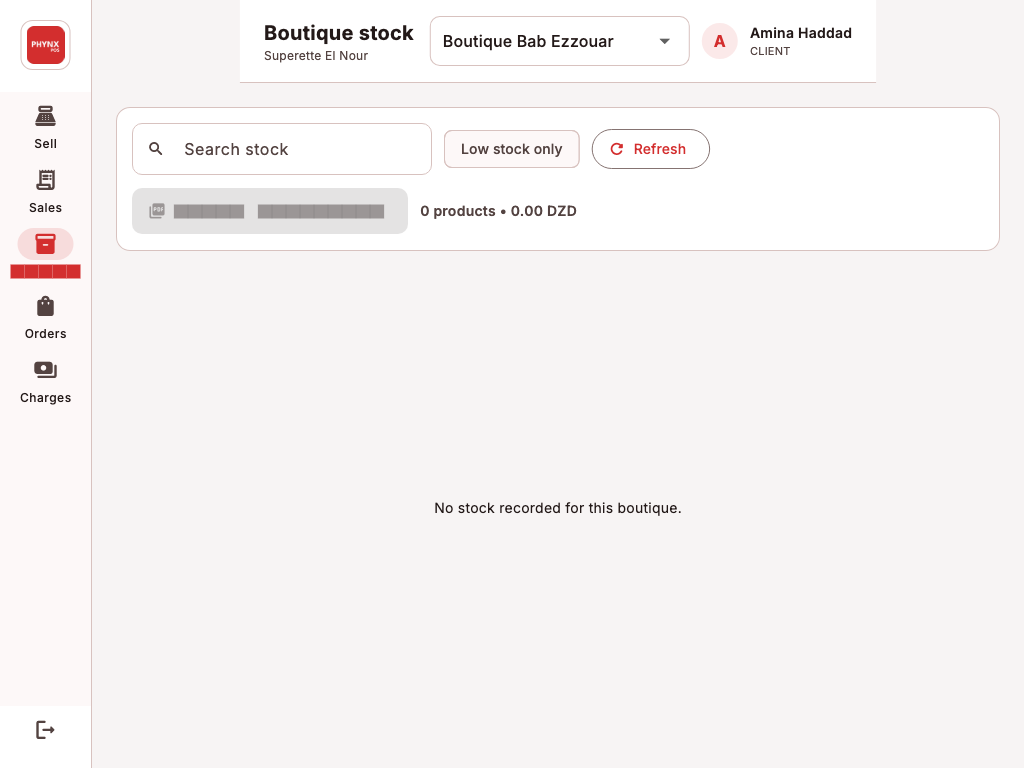 PHYNX
POS
Boutique stock
Superette El Nour
Boutique Bab Ezzouar
A
Amina Haddad
CLIENT
Sell
Sales
Orders
Charges
Search stock
Low stock only
Refresh
PDF
0 products • 0.00 DZD
No stock recorded for this boutique.